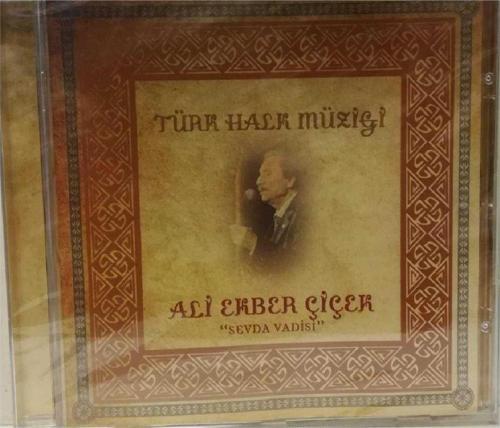 TÜRK HALK MÜZİĞİ
ALİ EKBER ÇİÇEK
"SEVDA VADİSİ"